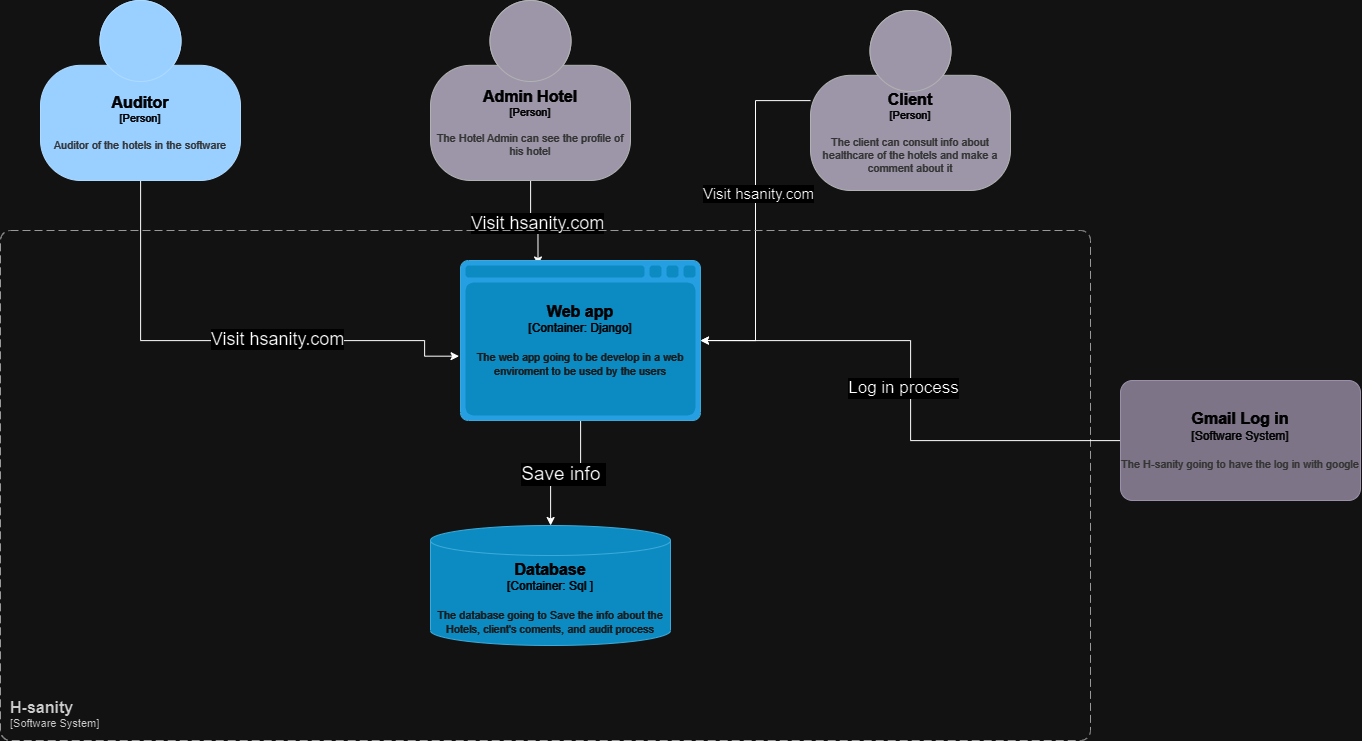 Auditor
[Person]
Auditor of the hotels in the software
Admin Hotel
[Person]
The Hotel Admin can see the profile of
his hotel
Client
[Person]
The client can consult info about
healthcare of the hotels and make a
comment about it
Visit hsanity.com
Visit hsanity.com
Visit hsanity.com
Web app
[Container: Django]
The web app going to be develop in a web
enviroment to be used by the users
Log in process
Gmail Log in
[Software System]
The H-sanity going to have the log in with google
Save info
Database
[Container: Sql ]
The database going to Save the info about the
Hotels, client's coments, and audit process
H-sanity
[Software System]